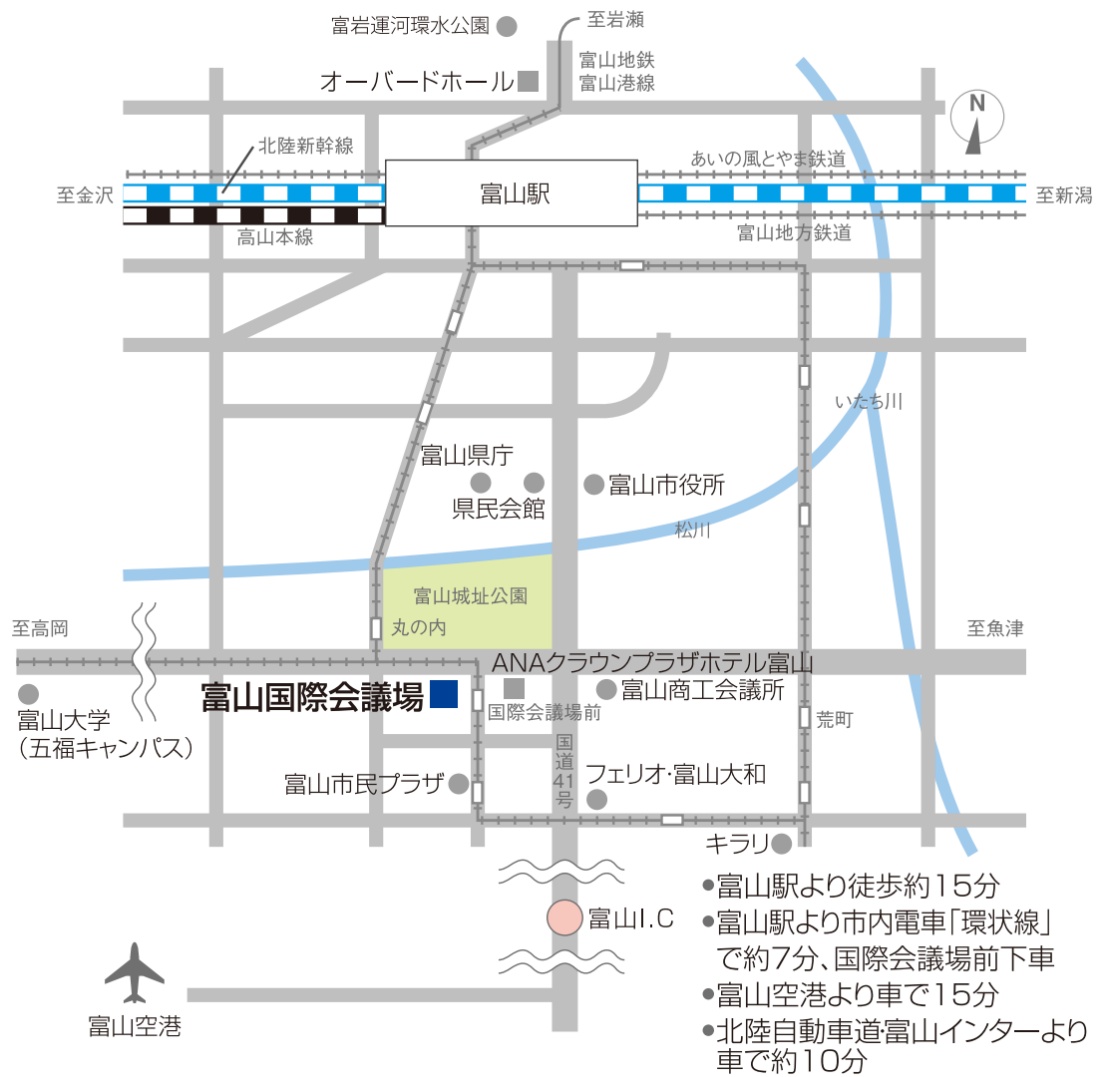 富岩運河環水公園
至岩瀬
富山地鉄
富山港線
オーバードホール
N
北陸新幹線
あいの風とやま鉄道
至金沢
富山駅
至新潟
高山本線
富山地方鉄道
いたち川
富山県庁
県民会館
富山市役所
松川
富山城址公園
丸の内
至高岡
至魚津
ANAクラウンプラザホテル富山
富山国際会議場
富山商工会議所
国際会議場前
荒町
富山大学
（五福キャンパス）
国道41号
フェリオ・富山大和
富山市民プラザ
キラリ
富山I.C
富山空港
●富山駅より徒歩約15分
●富山駅より市内電車「環状線」
で約7分、国際会議場前下車
●富山空港より車で15分
●北陸自動車道・富山インターより
車で約10分